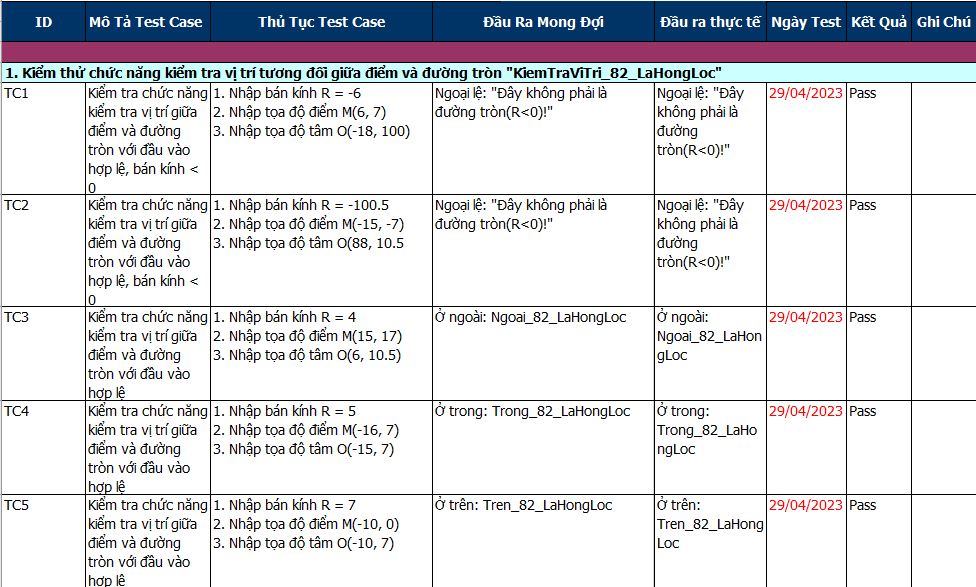 ID Mô Tả Test Case Thủ Tục Test Case Đầu Ra Mong Đợi Đầu ra thực tế Ngày Test Kết Quả Ghi Chú
1. Kiểm thử chức năng kiểm tra vị trí tương đối giữa điểm và đường tròn "KiemTraViTri_82_LaHongLoc"
TC1 Kiểm tra chức năng 1. Nhập bán kính R = -6 Ngoại lệ: "Đây không phải là Ngoại lệ: "Đây 29/04/2023 Pass
kiểm tra vị trí giữa 2. Nhập tọa độ điểm M(6, 7) đường tròn(R<0)!" không phải là
điểm và đường 3. Nhập tọa độ tâm O(-18, 100) đường
tròn với đầu vào tròn(R<0)!"
hợp lệ, bán kính <
0
TC2 Kiểm tra chức năng 1. Nhập bán kính R = -100.5 Ngoại lệ: "Đây không phải là Ngoại lệ: "Đây 29/04/2023 Pass
kiểm tra vị trí giữa 2. Nhập tọa độ điểm M(-15, -7) đường tròn(R<0)!" không phải là
điểm và đường 3. Nhập tọa độ tâm O(88, 10.5 đường
tròn với đầu vào tròn(R<0)!"
hợp lệ, bán kính <
0
TC3 Kiểm tra chức năng 1. Nhập bán kính R = 4 Ở ngoài: Ngoai_82_LaHongLoc Ở ngoài: 29/04/2023 Pass
kiểm tra vị trí giữa 2. Nhập tọa độ điểm M(15, 17) Ngoai_82_LaHon
điểm và đường 3. Nhập tọa độ tâm O(6, 10.5) gLoc
tròn với đầu vào
hợp lệ
TC4 Kiểm tra chức năng 1. Nhập bán kính R = 5 Ở trong: Trong_82_LaHongLoc Ở trong: 29/04/2023 Pass
kiểm tra vị trí giữa 2. Nhập tọa độ điểm M(-16, 7) Trong_82_LaHo
điểm và đường 3. Nhập tọa độ tâm O(-15, 7) ngLoc
tròn với đầu vào
hợp lệ
TC5 Kiểm tra chức năng 1. Nhập bán kính R = 7 Ở trên: Tren_82_LaHongLoc Ở trên: 29/04/2023 Pass
kiểm tra vị trí giữa 2. Nhập tọa độ điểm M(-10, 0) Tren_82_LaHong
điểm và đường 3. Nhập tọa độ tâm O(-10, 7) Loc
tròn với đầu vào
hợp lệ